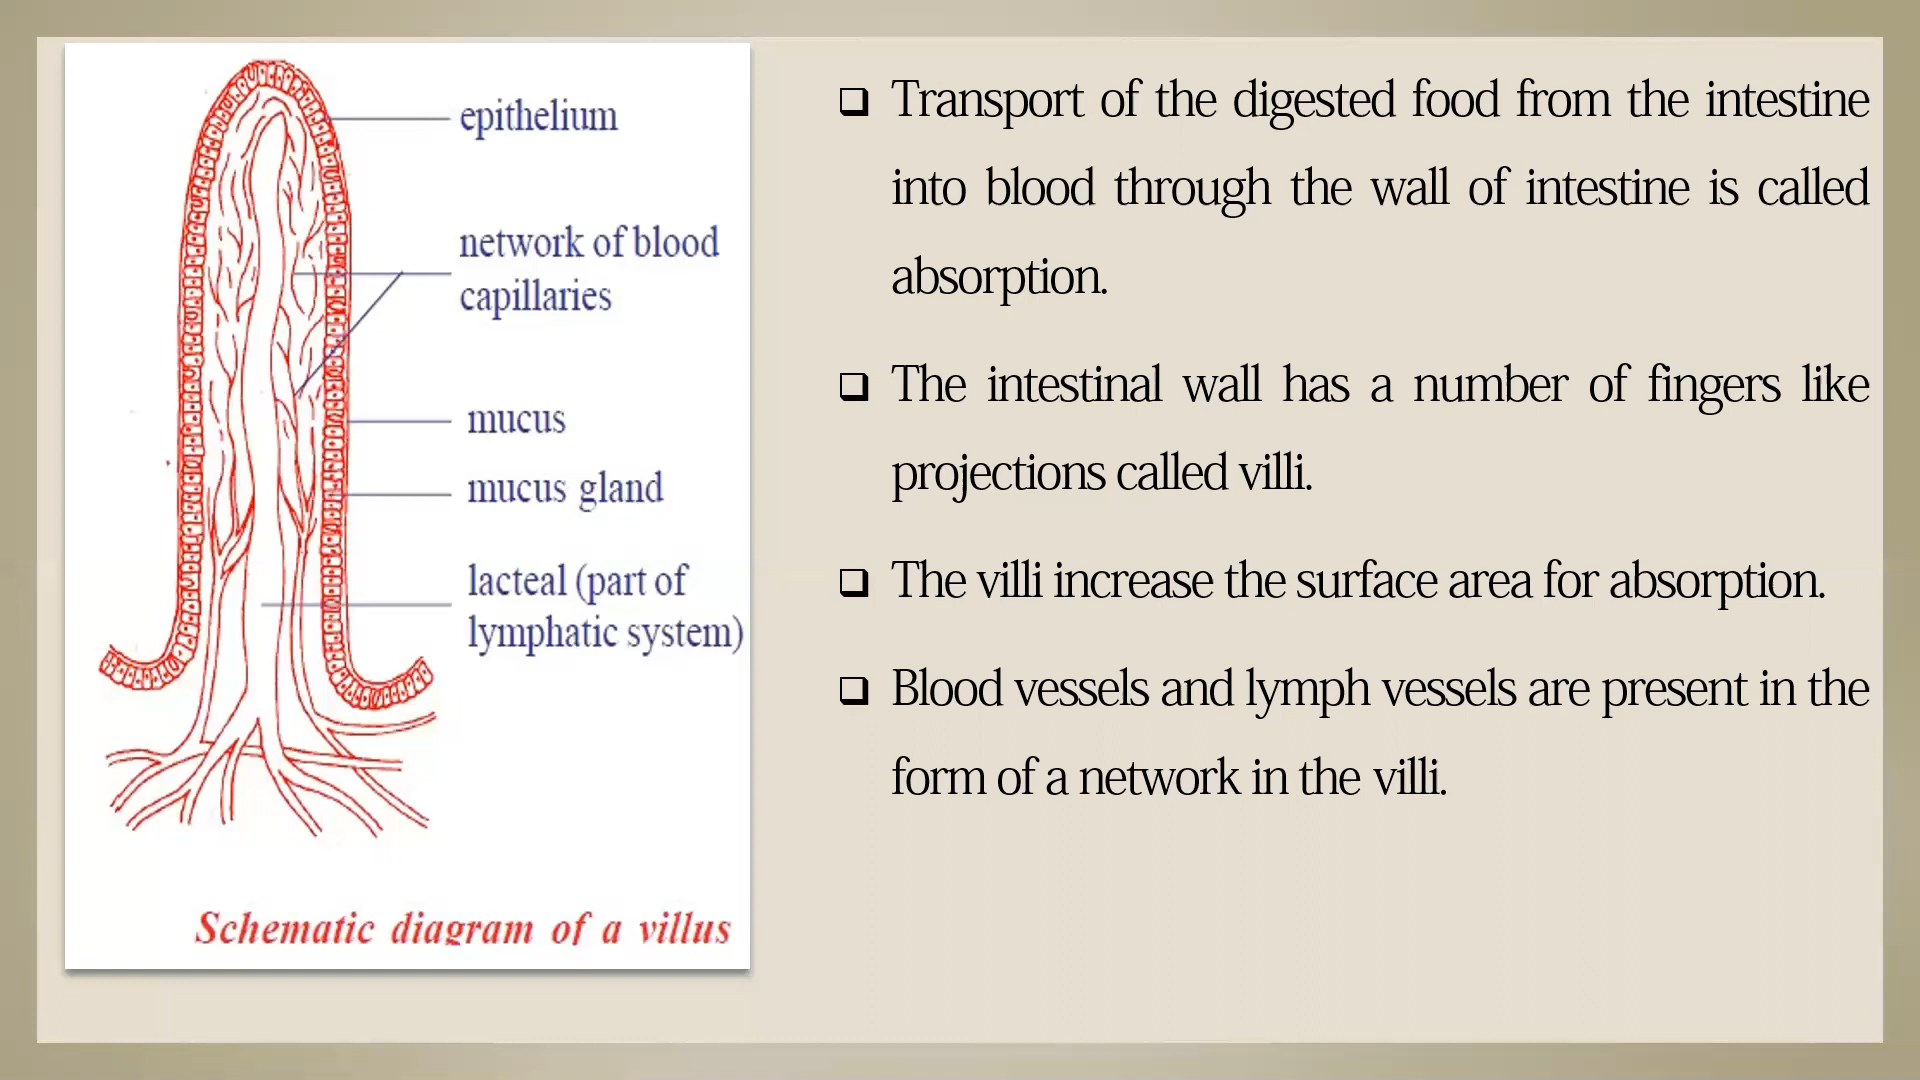 epithelium
network of blood
capillaries
mucus
mucus gland
lacteal (part of
lymphatic system)
Schematic diagram of a villus
Transport of the digested food from the intestine
into blood through the wall of intestine is called
absorption.
The intestinal wall has a number of fingers like
projections called villi.
The villi increase the surface area for absorption.
Blood vessels and lymph vessels are present in the
form of a network in the villi.